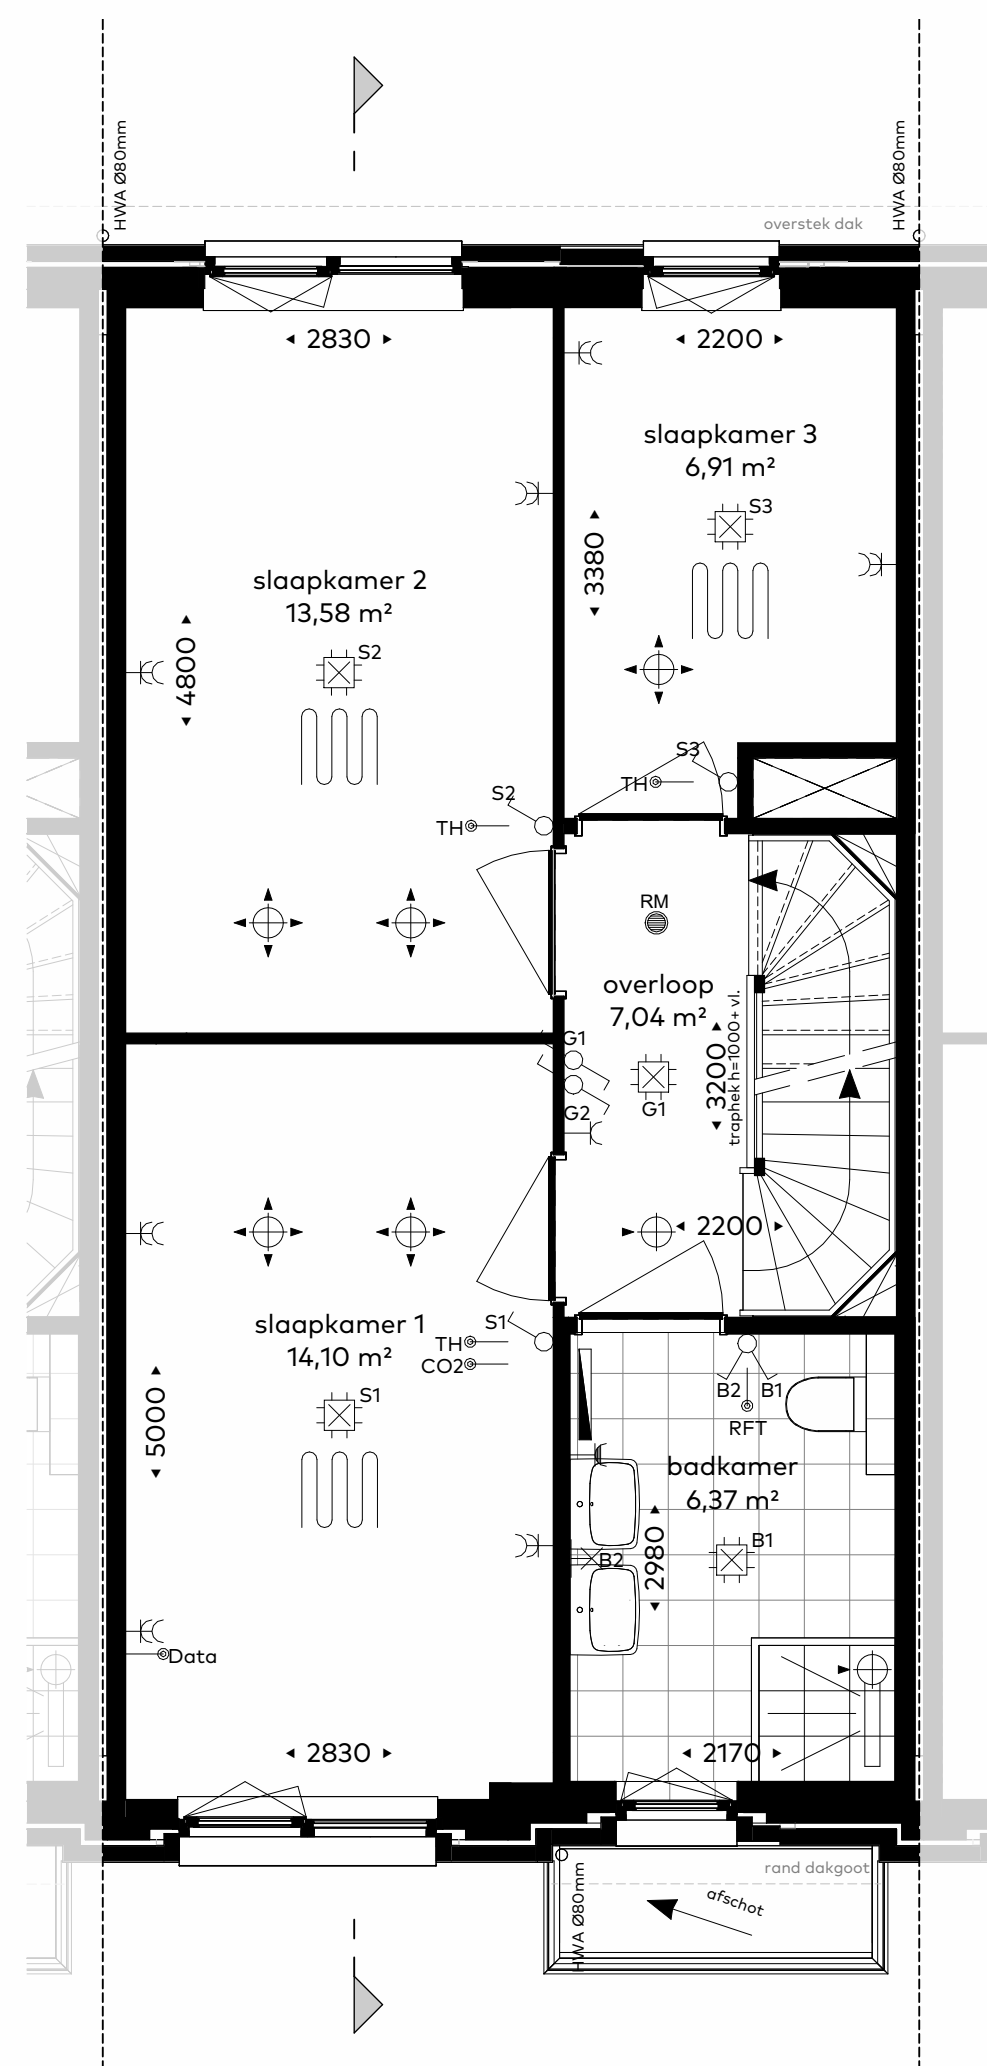 HWA Ø80mm
HWA Ø80mm
overstek dak
2830
2200
slaapkamer 3
6,91 m²
S3
3380
slaapkamer 2
13,58 m²
S2
4800
S3
TH
S2
TH
RM
overloop
7,04 m²
G1
3200
traphek h=1000+ vl.
G1
G2
2200
slaapkamer 1
14,10 m²
S1
TH
CO2
S1
5000
B2
B1
RFT
badkamer
6,37 m²
B1
B2
2980
Data
2830
2170
rand dakgoot
afschot
HWA Ø80mm